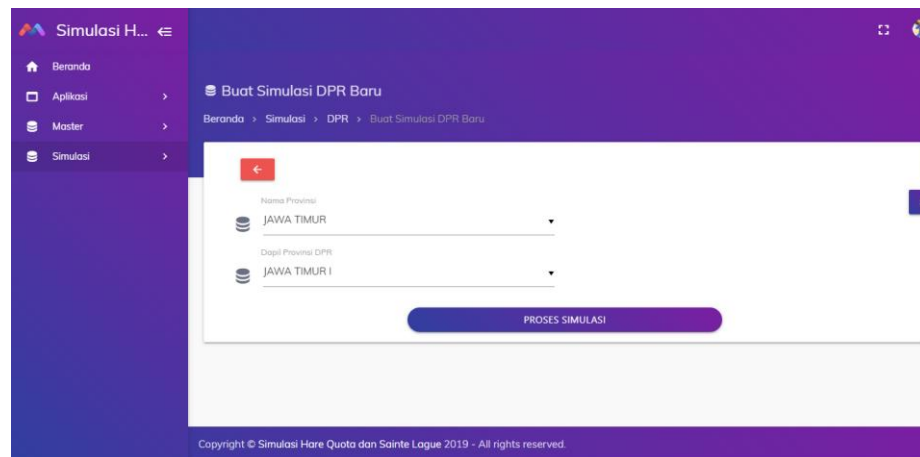 Simulasi H...
Beranda
Aplikasi
Master
Simulasi
Buat Simulasi DPR Baru
Beranda > Simulasi > DPR > Buat Simulasi DPR Baru
Nama Provinsi
JAWA TIMUR
Dapil Provinsi DPR
JAWA TIMUR I
PROSES SIMULASI
Copyright © Simulasi Hare Quota dan Sainte Lague 2019 - All rights reserved.